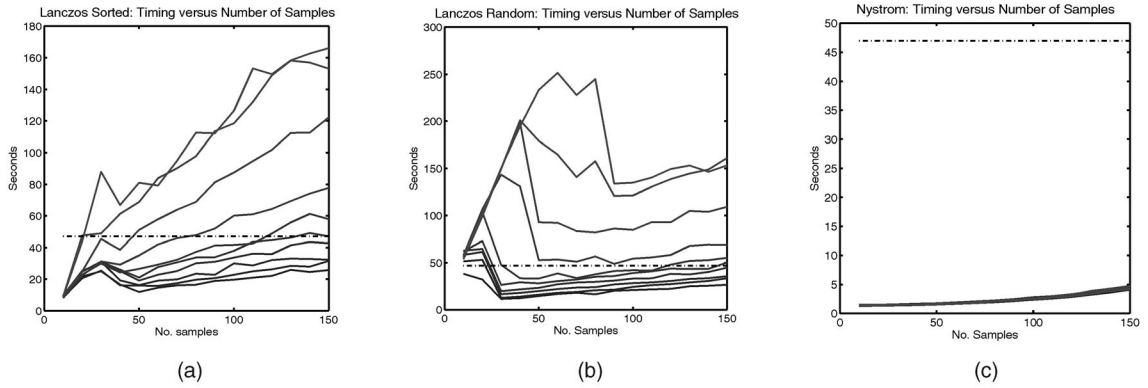 Lanczos Sorted: Timing versus Number of Samples
180
160
140
120
100
80
60
40
20
0
Seconds
0 50 100 150
No. samples
(a)
Lanczos Random: Timing versus Number of Samples
300
250
200
150
100
50
0
Seconds
0 50 100 150
No. Samples
(b)
Nystrom: Timing versus Number of Samples
50
45
40
35
30
25
20
15
10
5
0
Seconds
0 50 100 150
No. Samples
(c)